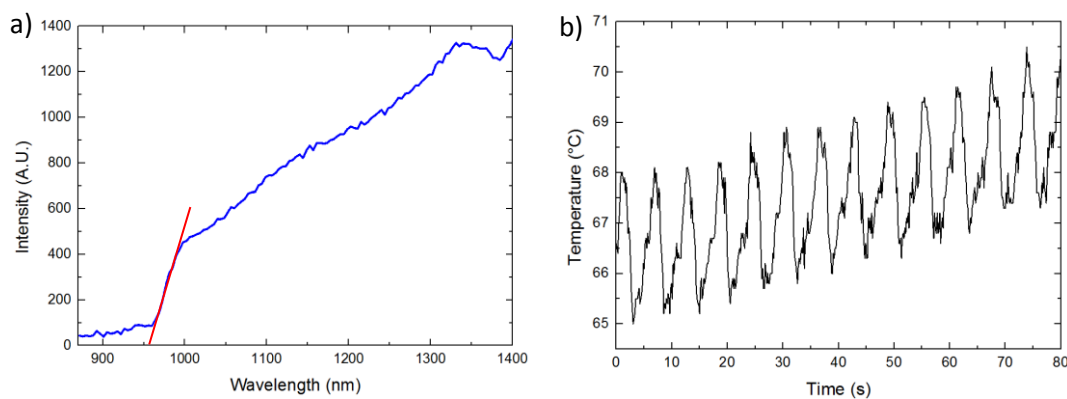 a)
1400
1200
1000
800
600
400
200
0
Intensity (A.U.)
900 1000 1100 1200 1300 1400
Wavelength (nm)
b)
71
70
69
68
67
66
65
Temperature (°C)
0 10 20 30 40 50 60 70 80
Time (s)